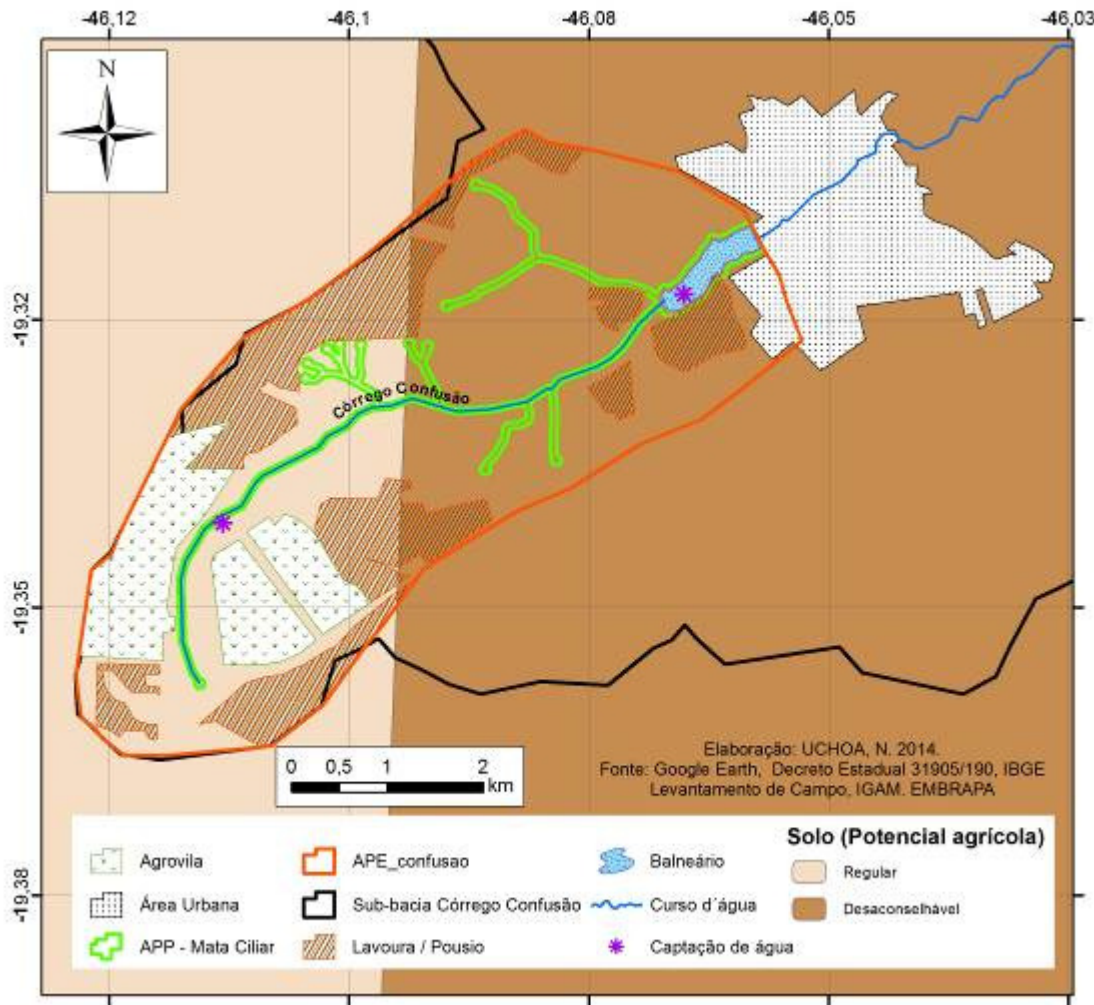 -46,12 -46,1 -46,08 -46,05 -46,03
N
-19,32
Córrego Confusão
-19,35
-19,38
Elaboração: UCHOA, N. 2014.
Fonte: Google Earth, Decreto Estadual 31905/190, IBGE
Levantamento de Campo, IGAM. EMBRAPA
0 0,5 1 2
km
Agrovila
Área Urbana
APP - Mata Ciliar
APE_confusao
Sub-bacia Córrego Confusão
Lavoura / Pousio
Balneário
Curso d´água
Captação de água
Solo (Potencial agrícola)
Regular
Desaconselhável